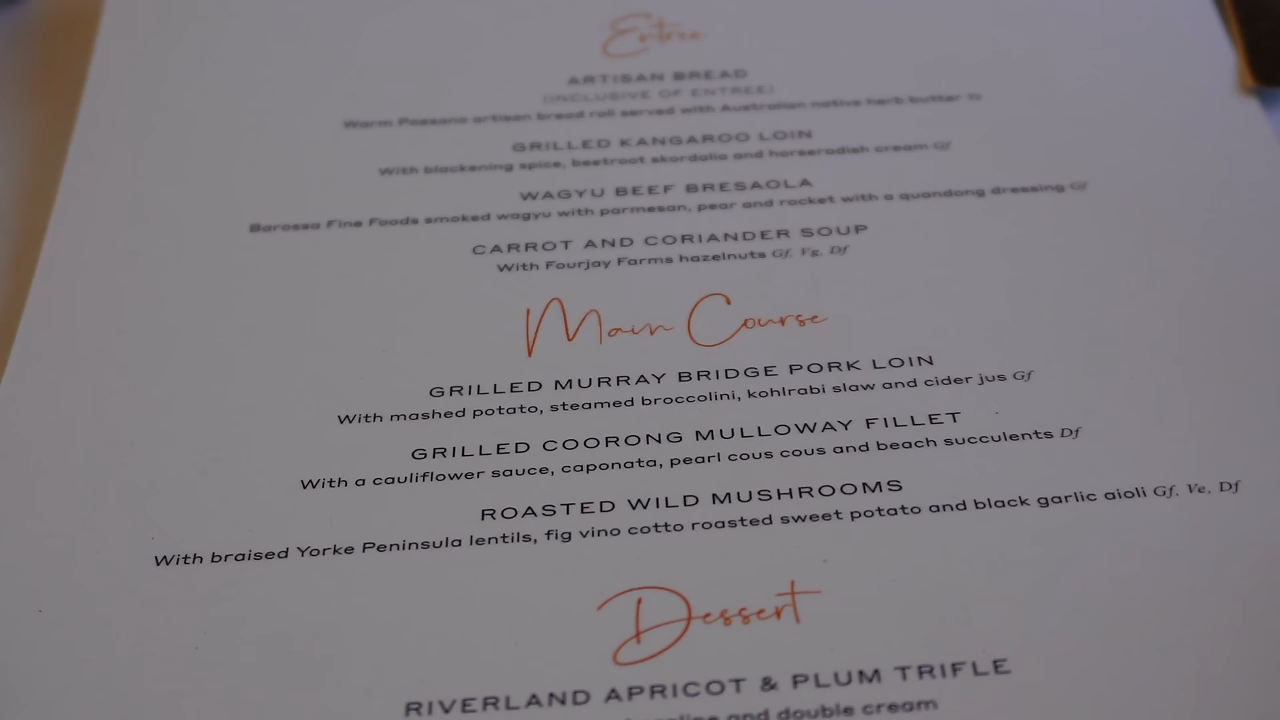 Entree
ARTISAN BREAD
(INCLUSIVE OF ENTREE)
Warm artisan bread roll served with Australian native herb butter
GRILLED KANGAROO LOIN
With blackening spice, beetroot skordalia and horseradish cream Gf
WAGYU BEEF BRESAOLA
Barossa Fine Foods smoked wagyu with parmesan, pear and rocket with a quandong dressing Gf
CARROT AND CORIANDER SOUP
With Fourjay Farms hazelnuts Gf, Vg, Df
Main Course
GRILLED MURRAY BRIDGE PORK LOIN
With mashed potato, steamed broccolini, kohlrabi slaw and cider jus Gf
GRILLED COORONG MULLOWAY FILLET
With a cauliflower sauce, caponata, pearl cous cous and beach succulents Df
ROASTED WILD MUSHROOMS
With braised Yorke Peninsula lentils, fig vino cotto roasted sweet potato and black garlic aioli Gf, Ve, Df
Dessert
RIVERLAND APRICOT & PLUM TRIFLE
and double cream